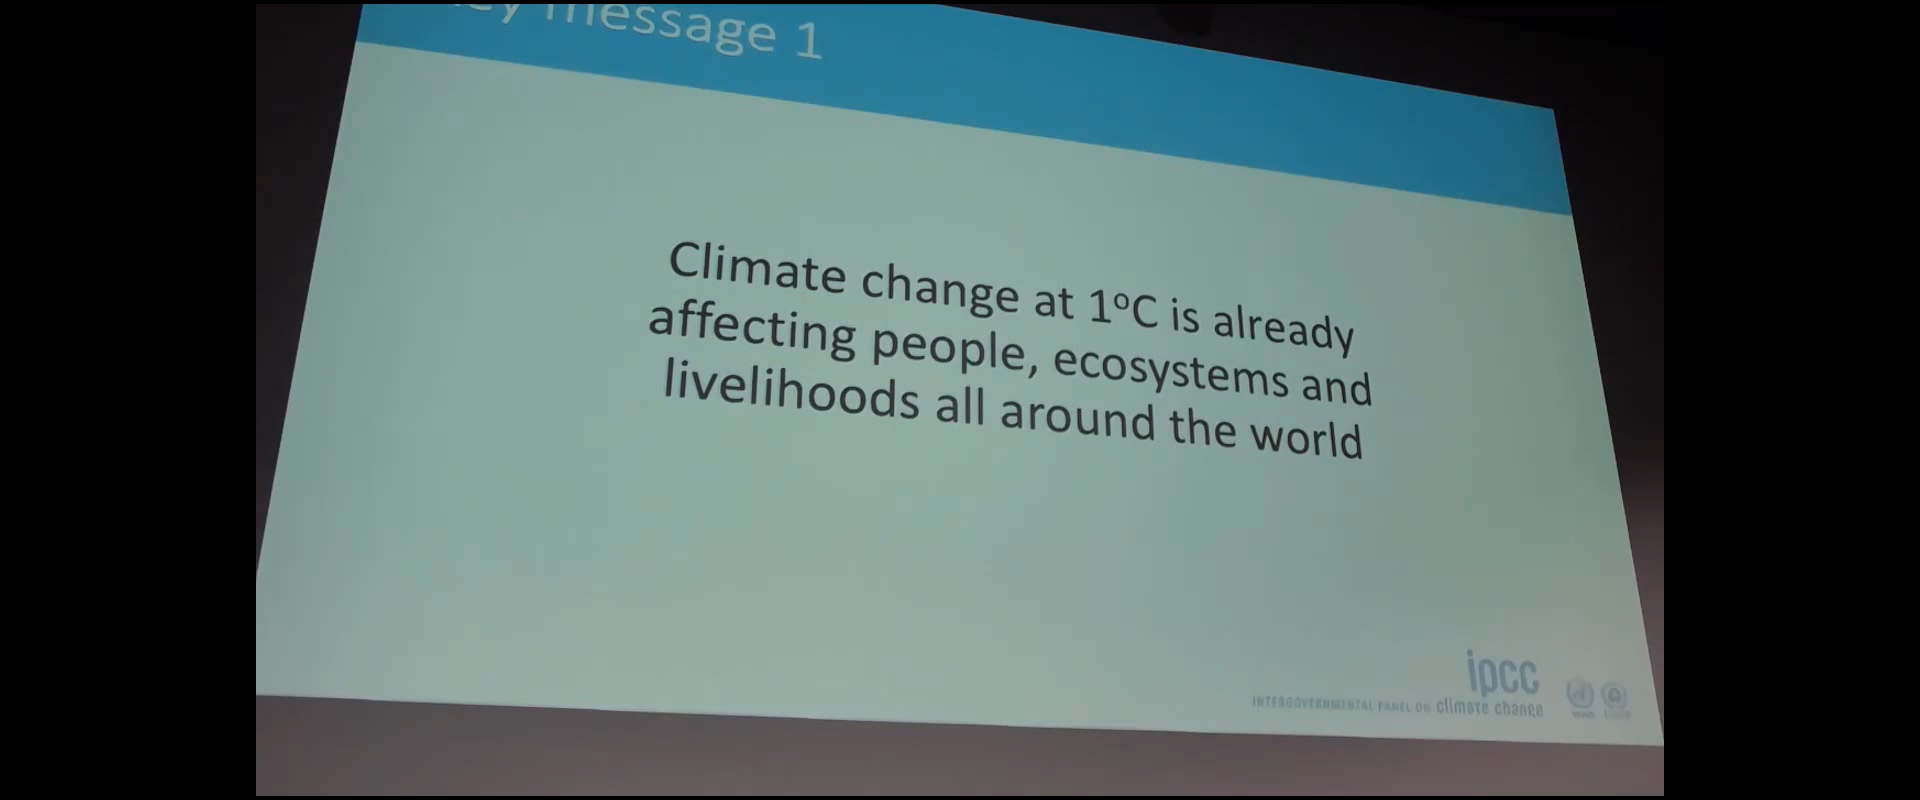 message 1
Climate change at 1ºC is already
affecting people, ecosystems and
livelihoods all around the world
ipcc
INTERGOVERNMENTAL PANEL ON climate change